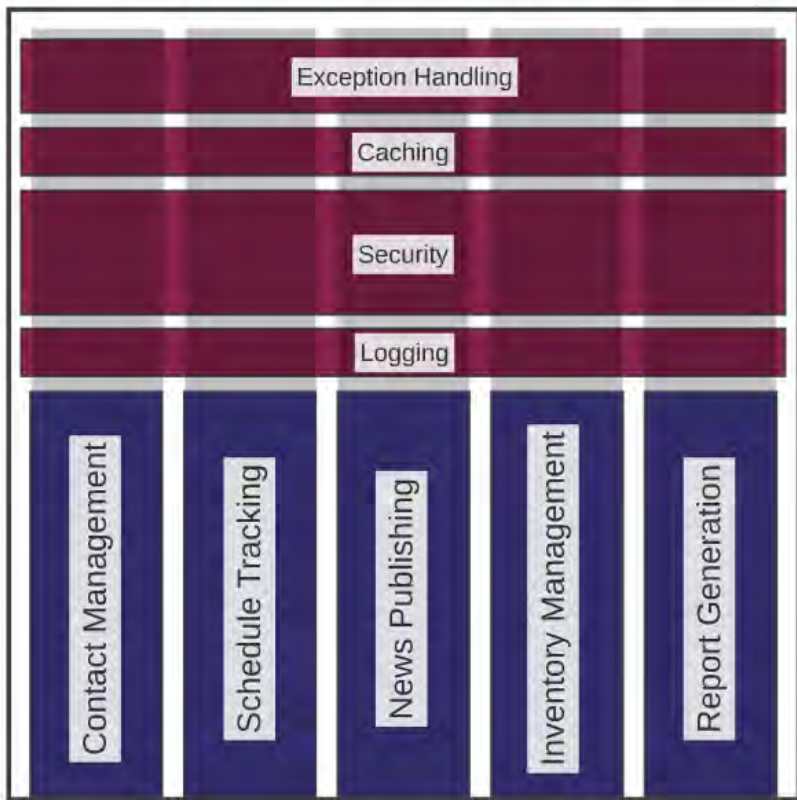 Exception Handling
Caching
Security
Logging
Contact Management
Schedule Tracking
News Publishing
Inventory Management
Report Generation